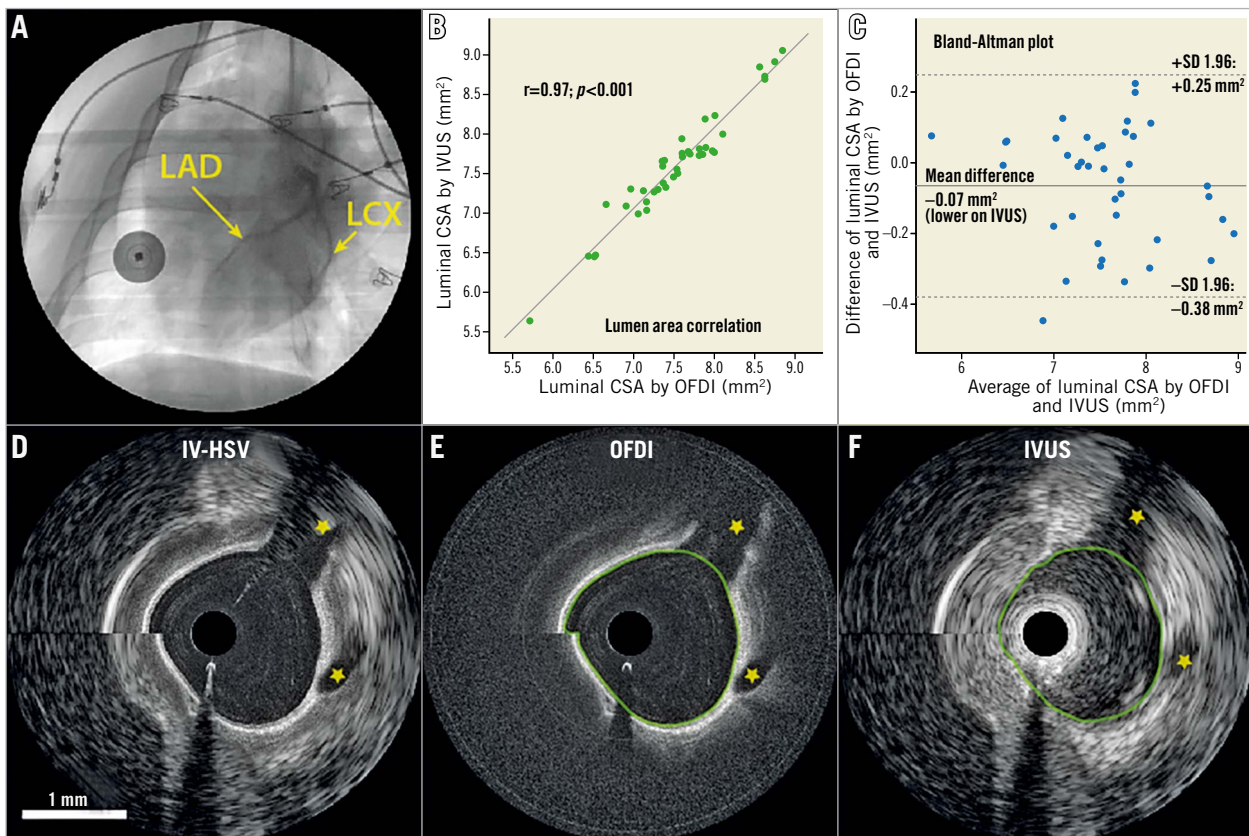 A
LAD
LCX
B
r=0.97; p<0.001
Lumen area correlation
Luminal CSA by IVUS (mm²)
9.0
8.5
8.0
7.5
7.0
6.5
6.0
5.5
5.5 6.0 6.5 7.0 7.5 8.0 8.5 9.0
Luminal CSA by OFDI (mm²)
C
Bland-Altman plot
+SD 1.96:
+0.25 mm²
Mean difference
−0.07 mm²
(lower on IVUS)
−SD 1.96:
−0.38 mm²
Difference of luminal CSA by OFDI
and IVUS (mm²)
0.2
0.0
−0.2
−0.4
6 7 8 9
Average of luminal CSA by OFDI
and IVUS (mm²)
D
IV-HSV
1 mm
E
OFDI
F
IVUS